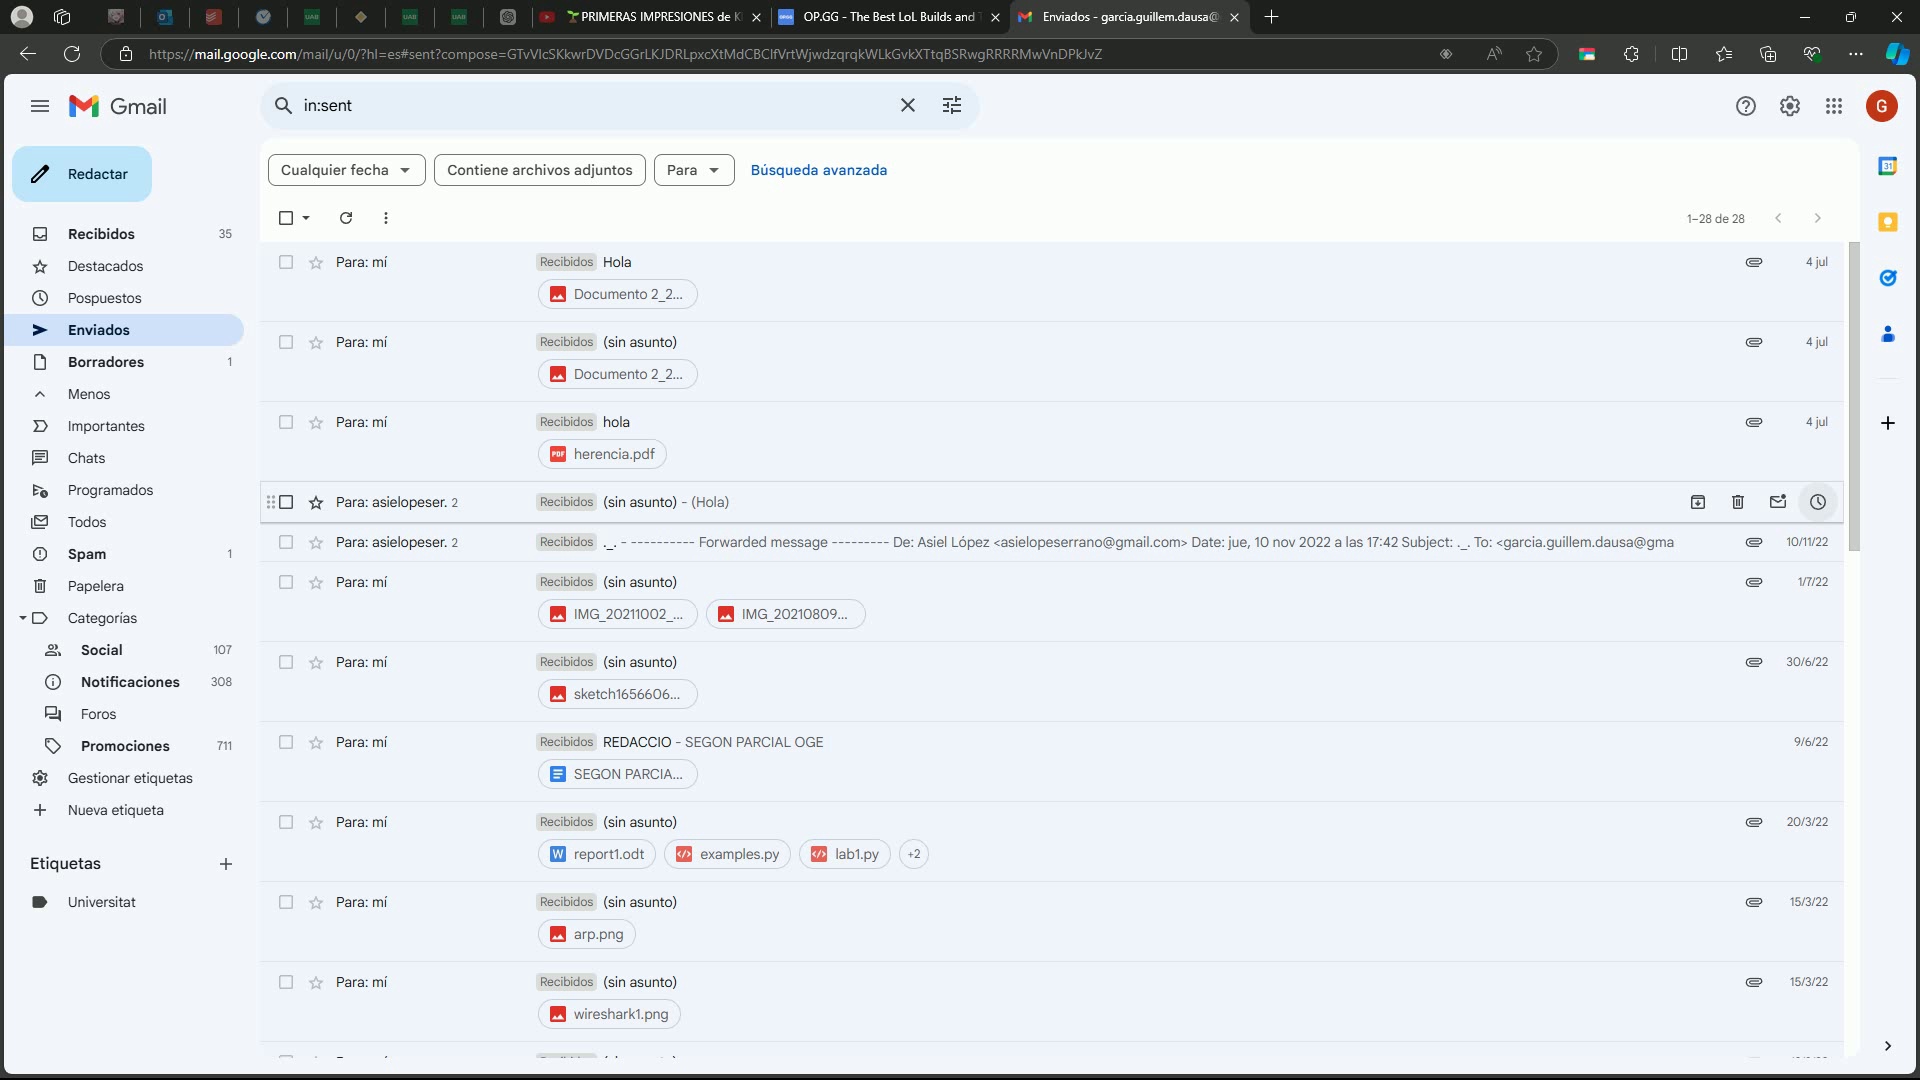 PRIMERAS IMPRESIONES de K
OP.GG - The Best LoL Builds and
Enviados - garcia.guillem.dausa@
https://mail.google.com/mail/u/0/?hl=es#sent?compose=GTvVlcSKkwrDVDcGGrLKJDRLpxcXtMdCBClfVrtWjwdzqrqkWLkGvkXTtqBSRwgRRRRMwVnDPkJvZ
Gmail
in:sent
G
Redactar
Cualquier fecha
Contiene archivos adjuntos
Para
Búsqueda avanzada
1–28 de 28
Recibidos 35
Destacados
Pospuestos
Enviados
Borradores 1
Menos
Importantes
Chats
Programados
Todos
Spam 1
Papelera
Categorías
Social 107
Notificaciones 308
Foros
Promociones 711
Gestionar etiquetas
Nueva etiqueta
Etiquetas
Universitat
Para: mí Recibidos Hola 4 jul
Documento 2_2...
Para: mí Recibidos (sin asunto) 4 jul
Documento 2_2...
Para: mí Recibidos hola 4 jul
PDF herencia.pdf
Para: asielopeser. 2 Recibidos (sin asunto) - (Hola)
Para: asielopeser. 2 Recibidos ._. - ---------- Forwarded message --------- De: Asiel López <asielopeserrano@gmail.com> Date: jue, 10 nov 2022 a las 17:42 Subject: ._. To: <garcia.guillem.dausa@gma 10/11/22
Para: mí Recibidos (sin asunto) 1/7/22
IMG_20211002_... IMG_20210809...
Para: mí Recibidos (sin asunto) 30/6/22
sketch1656606...
Para: mí Recibidos REDACCIO - SEGON PARCIAL OGE 9/6/22
SEGON PARCIA...
Para: mí Recibidos (sin asunto) 20/3/22
W report1.odt examples.py lab1.py +2
Para: mí Recibidos (sin asunto) 15/3/22
arp.png
Para: mí Recibidos (sin asunto) 15/3/22
wireshark1.png